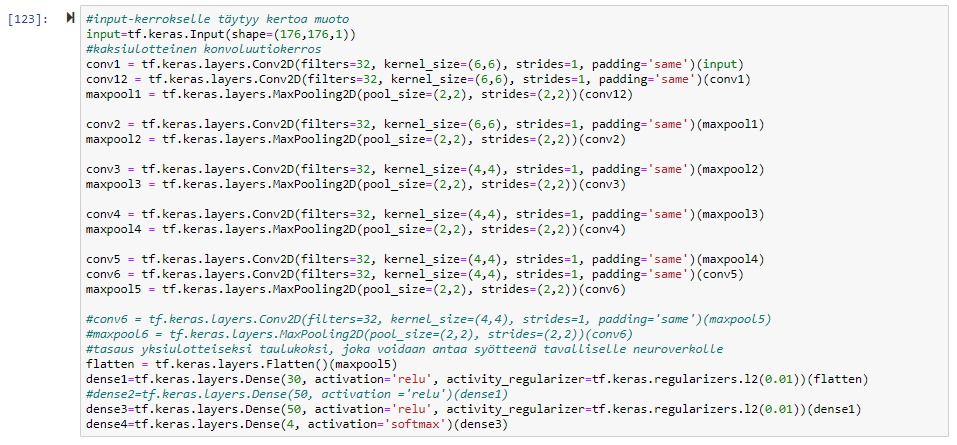 [123]:
#input-kerrokselle täytyy kertoa muoto
input=tf.keras.Input(shape=(176,176,1))
#kaksiulotteinen konvoluutiokerros
conv1 = tf.keras.layers.Conv2D(filters=32, kernel_size=(6,6), strides=1, padding='same')(input)
conv12 = tf.keras.layers.Conv2D(filters=32, kernel_size=(6,6), strides=1, padding='same')(conv1)
maxpool1 = tf.keras.layers.MaxPooling2D(pool_size=(2,2), strides=(2,2))(conv12)

conv2 = tf.keras.layers.Conv2D(filters=32, kernel_size=(6,6), strides=1, padding='same')(maxpool1)
maxpool2 = tf.keras.layers.MaxPooling2D(pool_size=(2,2), strides=(2,2))(conv2)

conv3 = tf.keras.layers.Conv2D(filters=32, kernel_size=(4,4), strides=1, padding='same')(maxpool2)
maxpool3 = tf.keras.layers.MaxPooling2D(pool_size=(2,2), strides=(2,2))(conv3)

conv4 = tf.keras.layers.Conv2D(filters=32, kernel_size=(4,4), strides=1, padding='same')(maxpool3)
maxpool4 = tf.keras.layers.MaxPooling2D(pool_size=(2,2), strides=(2,2))(conv4)

conv5 = tf.keras.layers.Conv2D(filters=32, kernel_size=(4,4), strides=1, padding='same')(maxpool4)
conv6 = tf.keras.layers.Conv2D(filters=32, kernel_size=(4,4), strides=1, padding='same')(conv5)
maxpool5 = tf.keras.layers.MaxPooling2D(pool_size=(2,2), strides=(2,2))(conv6)

#conv6 = tf.keras.layers.Conv2D(filters=32, kernel_size=(4,4), strides=1, padding='same')(maxpool5)
#maxpool6 = tf.keras.layers.MaxPooling2D(pool_size=(2,2), strides=(2,2))(conv6)
#tasaus yksiulotteiseksi taulukoksi, joka voidaan antaa syötteenä tavalliselle neuroverkolle
flatten = tf.keras.layers.Flatten()(maxpool5)
dense1=tf.keras.layers.Dense(30, activation='relu', activity_regularizer=tf.keras.regularizers.l2(0.01))(flatten)
#dense2=tf.keras.layers.Dense(50, activation ='relu')(dense1)
dense3=tf.keras.layers.Dense(50, activation='relu', activity_regularizer=tf.keras.regularizers.l2(0.01))(dense1)
dense4=tf.keras.layers.Dense(4, activation='softmax')(dense3)